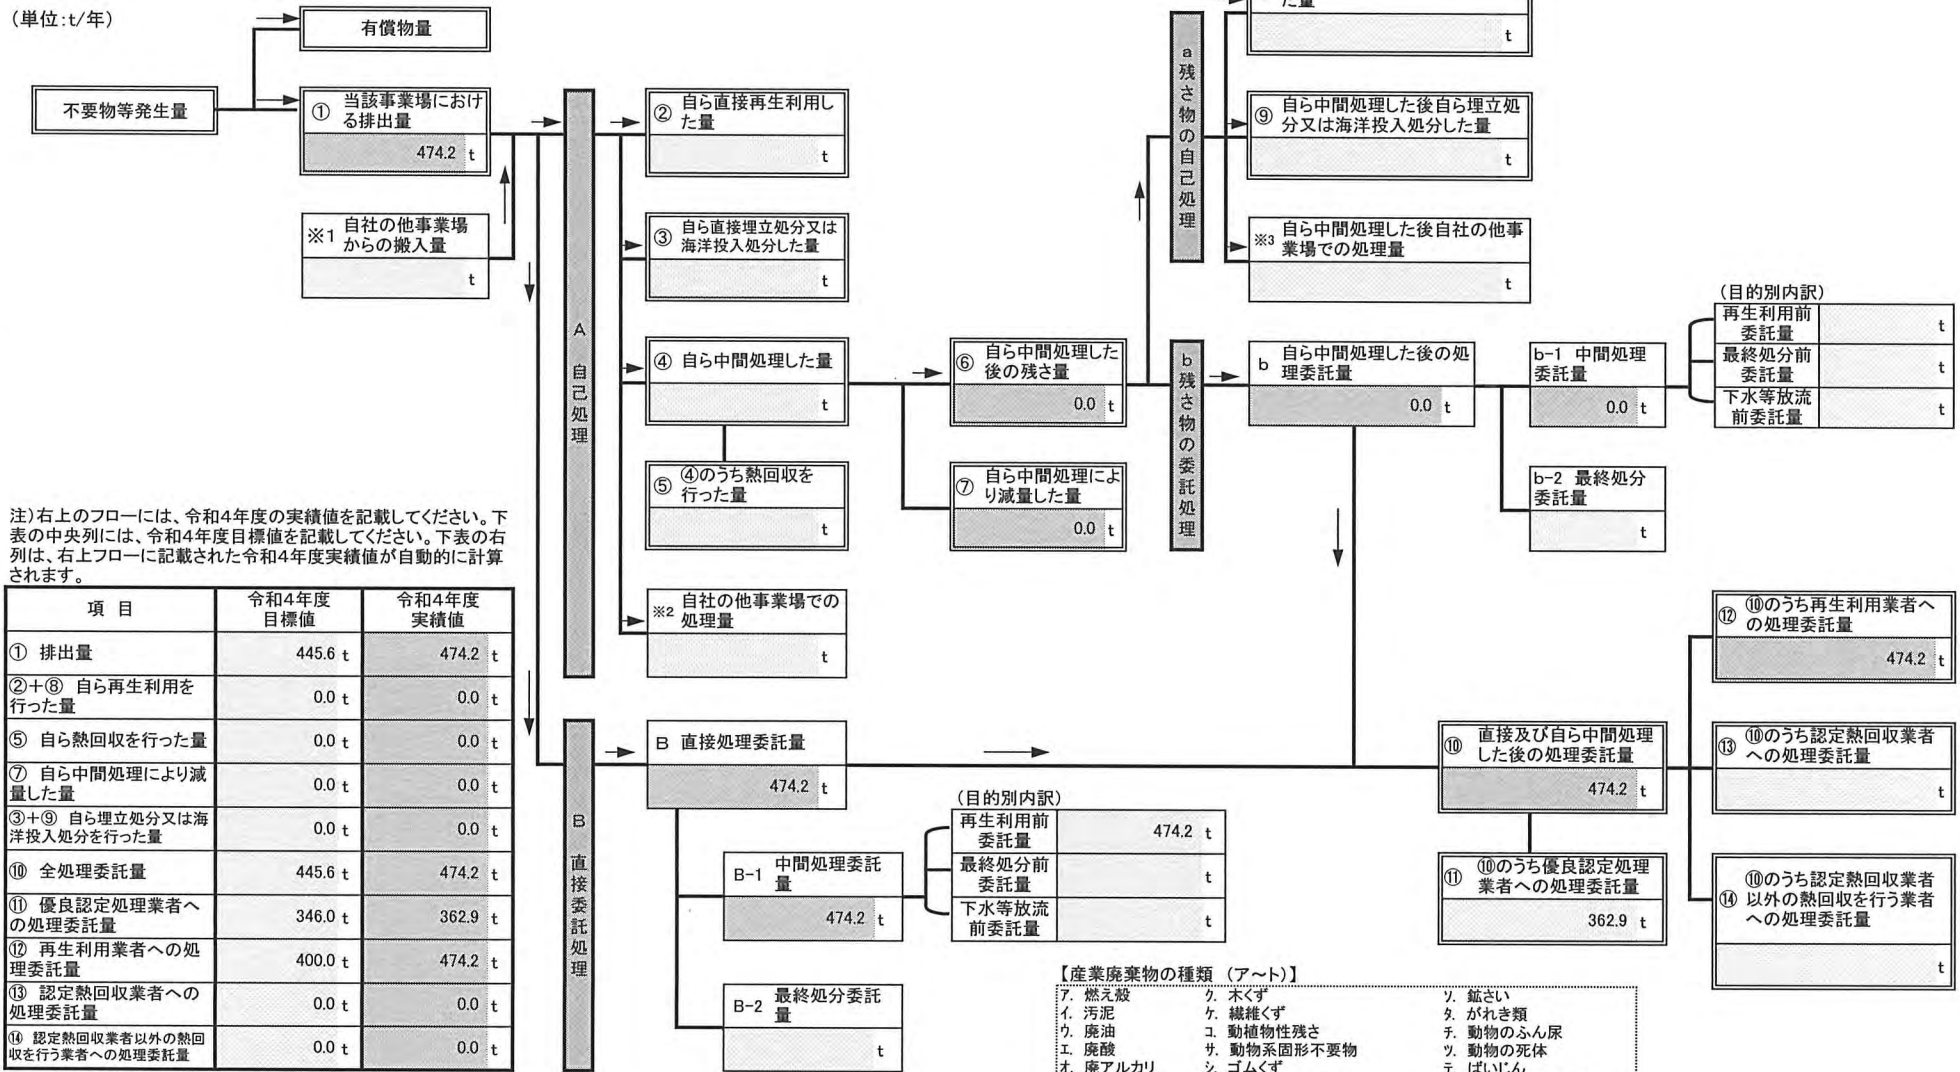 (単位:t/年)
有償物量
不要物等発生量
① 当該事業場におけ
る排出量
474.2 t
※1 自社の他事業場
からの搬入量
t
A 自己処理
② 自ら直接再生利用し
た量
t
③ 自ら直接埋立処分又は
海洋投入処分した量
t
④ 自ら中間処理した量
t
⑤ ④のうち熱回収を
行った量
t
※2 自社の他事業場での
処理量
t
⑥ 自ら中間処理した
後の残さ量
0.0 t
⑦ 自ら中間処理によ
り減量した量
0.0 t
a 残さ物の自己処理
た量
t
⑨ 自ら中間処理した後自ら埋立処
分又は海洋投入処分した量
t
※3 自ら中間処理した後自社の他事
業場での処理量
t
b 残さ物の委託処理
b 自ら中間処理した後の処
理委託量
0.0 t
b-1 中間処理
委託量
0.0 t
(目的別内訳)
再生利用前
委託量
t
最終処分前
委託量
t
下水等放流
前委託量
t
b-2 最終処分
委託量
t
注)右上のフローには、令和4年度の実績値を記載してください。下
表の中央列には、令和4年度目標値を記載してください。下表の右
列は、右上フローに記載された令和4年度実績値が自動的に計算
されます。
項 目 令和4年度 令和4年度
目標値 実績値
① 排出量 445.6 t 474.2 t
②+⑧ 自ら再生利用を
行った量 0.0 t 0.0 t
⑤ 自ら熱回収を行った量 0.0 t 0.0 t
⑦ 自ら中間処理により減
量した量 0.0 t 0.0 t
③+⑨ 自ら埋立処分又は海
洋投入処分を行った量 0.0 t 0.0 t
⑩ 全処理委託量 445.6 t 474.2 t
⑪ 優良認定処理業者へ
の処理委託量 346.0 t 362.9 t
⑫ 再生利用業者への処
理委託量 400.0 t 474.2 t
⑬ 認定熱回収業者への
処理委託量 0.0 t 0.0 t
⑭ 認定熱回収業者以外の熱回
収を行う業者への処理委託量 0.0 t 0.0 t
B 直接委託処理
B 直接処理委託量
474.2 t
B-1 中間処理委託
量
474.2 t
(目的別内訳)
再生利用前
委託量
474.2 t
最終処分前
委託量
t
下水等放流
前委託量
t
B-2 最終処分委託
量
t
⑩ 直接及び自ら中間処理
した後の処理委託量
474.2 t
⑪ ⑩のうち優良認定処理
業者への処理委託量
362.9 t
⑫ ⑩のうち再生利用業者へ
の処理委託量
474.2 t
⑬ ⑩のうち認定熱回収業者
への処理委託量
t
⑭ ⑩のうち認定熱回収業者
以外の熱回収を行う業者
への処理委託量
t
【産業廃棄物の種類 (ア~ト)】
ア. 燃え殻 ク. 木くず ソ. 鉱さい
イ. 汚泥 ケ. 繊維くず タ. がれき類
ウ. 廃油 コ. 動植物性残さ チ. 動物のふん尿
エ. 廃酸 サ. 動物系固形不要物 ツ. 動物の死体
オ. 廃アルカリ シ. ゴムくず テ. ばいじん